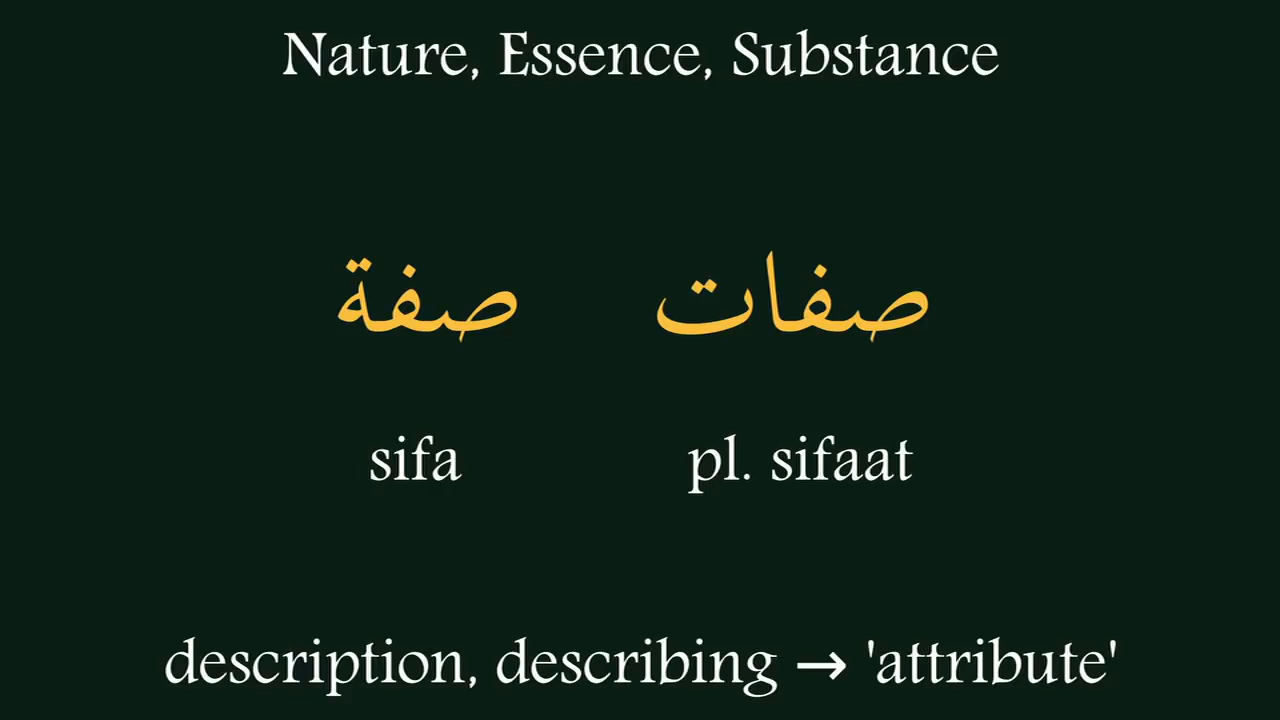 Nature, Essence, Substance
صفة صفات
sifa pl. sifaat
description, describing → 'attribute'